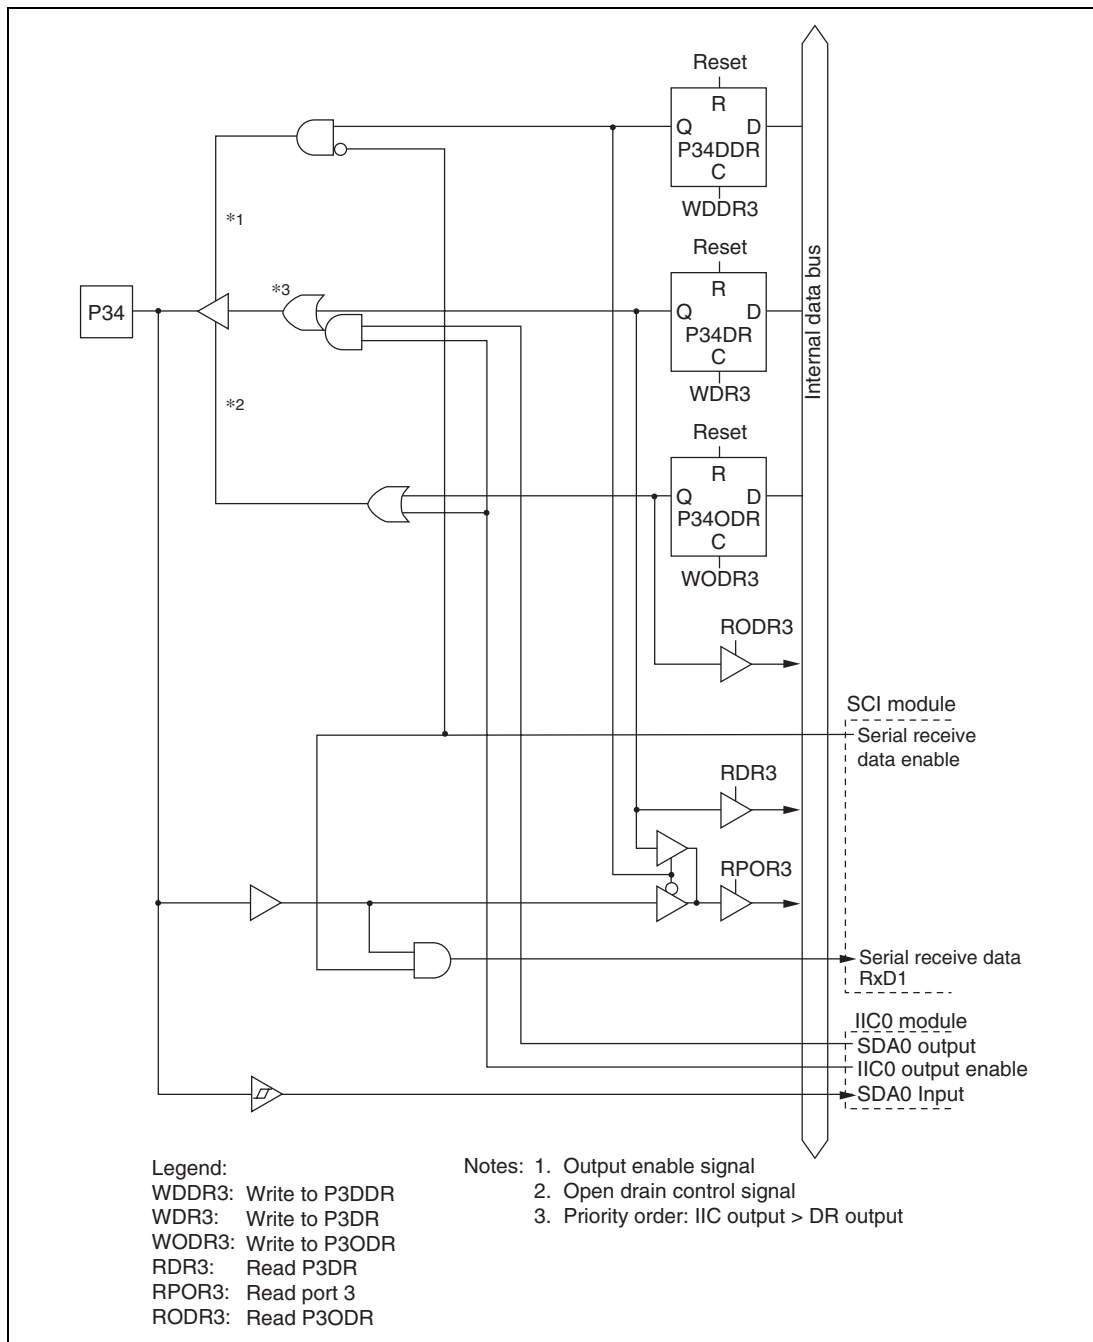 Reset
R
Q D
P34DDR
C
WDDR3
*1
Reset
R
P34
*3
Q D
P34DR
C
WDR3
Internal data bus
*2
Reset
R
Q D
P34ODR
C
WODR3
RODR3
SCI module
Serial receive
data enable
RDR3
RPOR3
Serial receive data
RxD1
IIC0 module
SDA0 output
IIC0 output enable
SDA0 Input
Legend:
WDDR3: Write to P3DDR
WDR3: Write to P3DR
WODR3: Write to P3ODR
RDR3: Read P3DR
RPOR3: Read port 3
RODR3: Read P3ODR
Notes: 1. Output enable signal
2. Open drain control signal
3. Priority order: IIC output > DR output